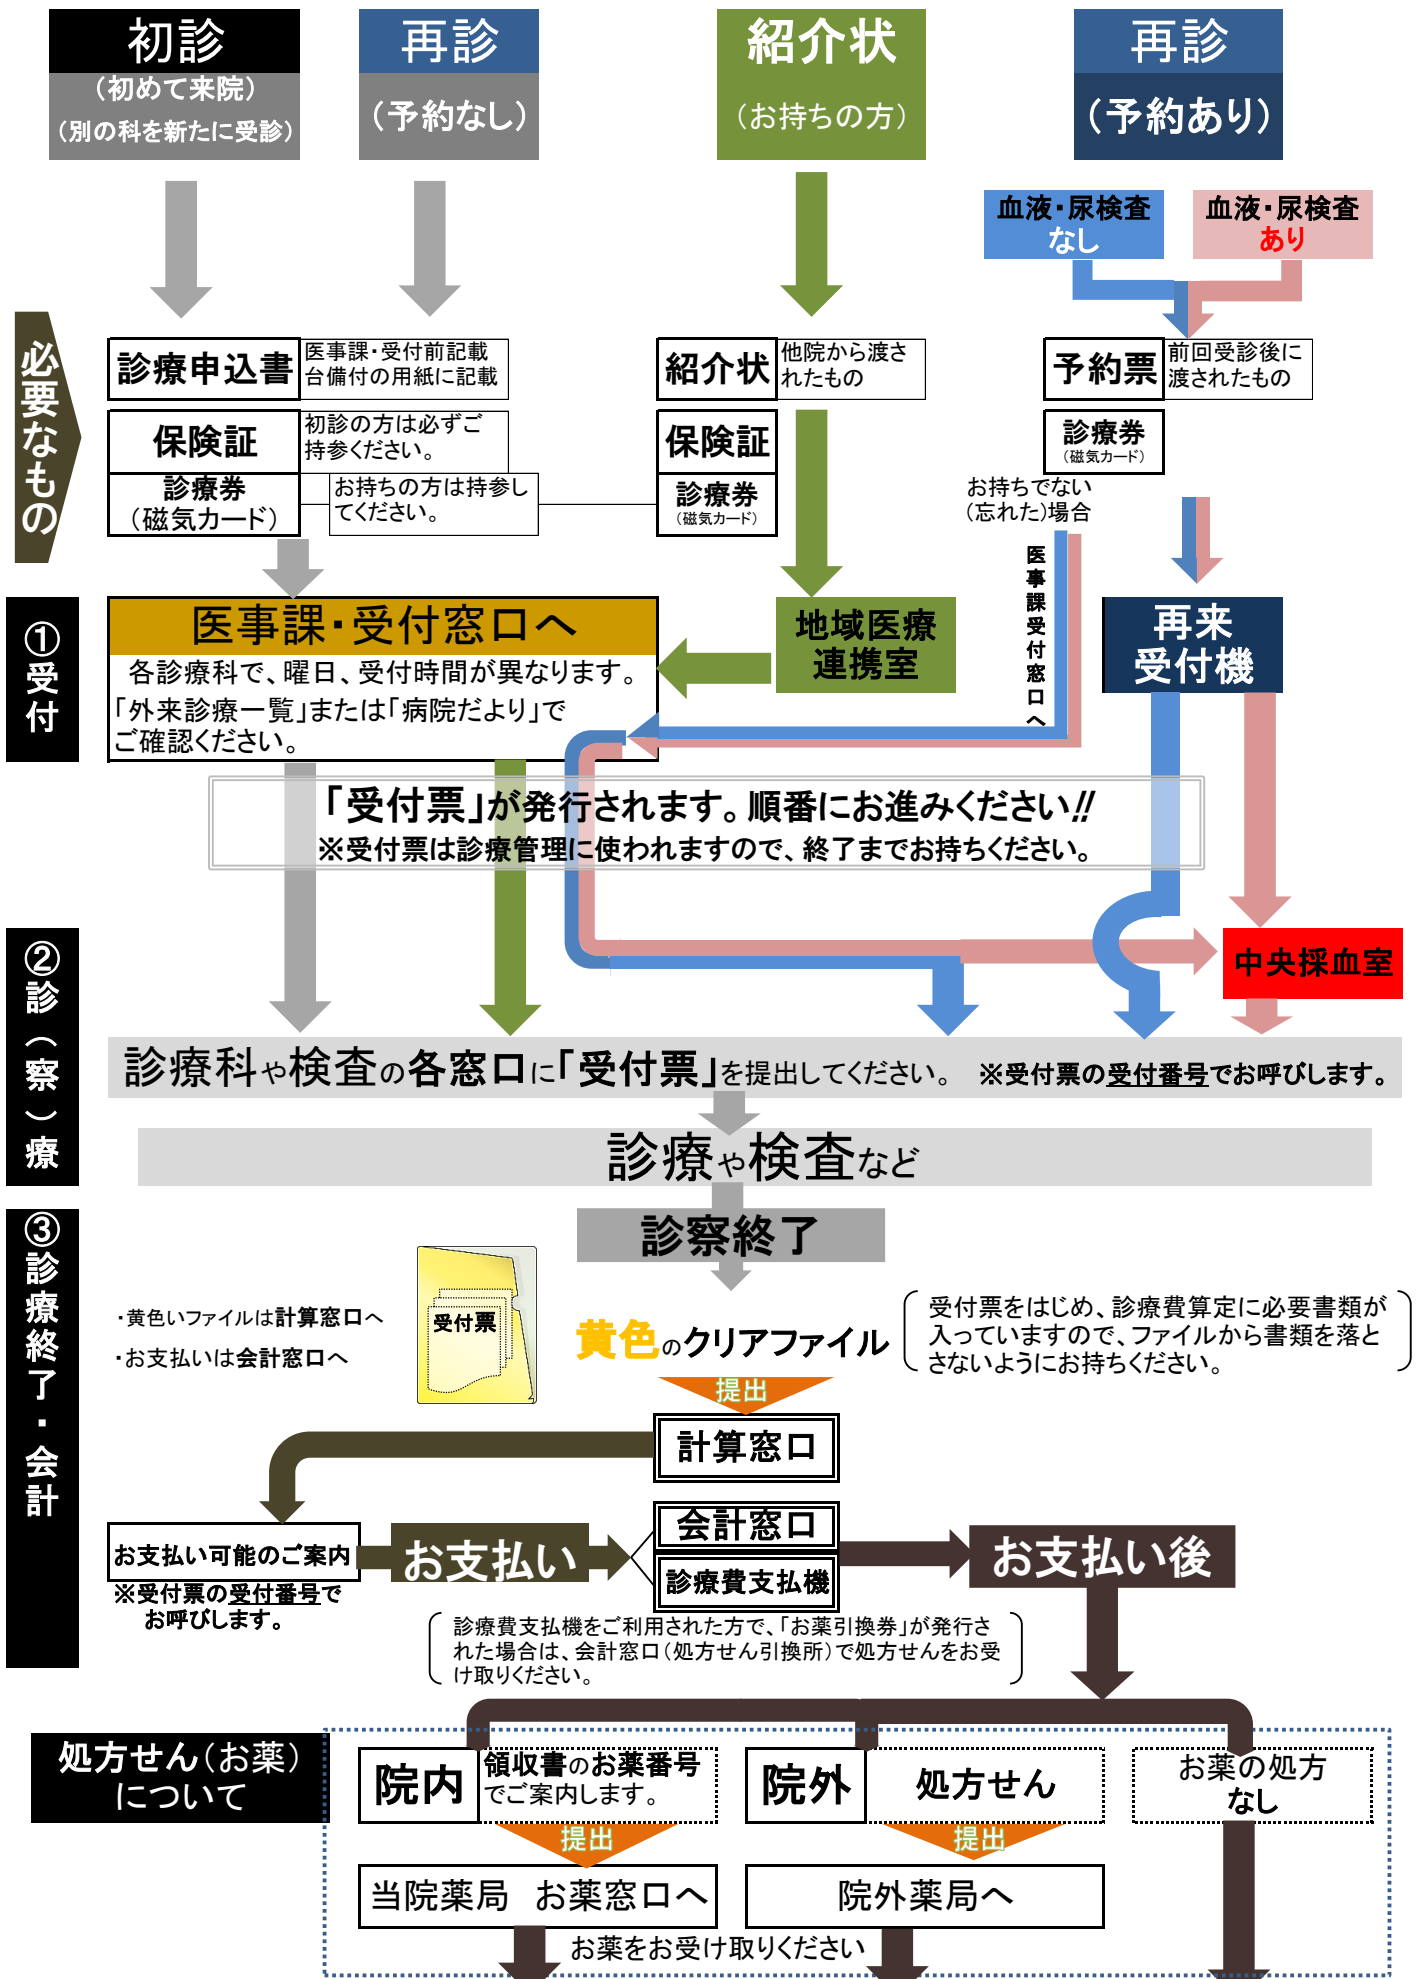 初診
（初めて来院）
（別の科を新たに受診）
再診
（予約なし）
紹介状
（お持ちの方）
再診
（予約あり）
血液・尿検査
なし
血液・尿検査
あり
必要なもの
診療申込書
医事課・受付前記載
台備付の用紙に記載
保険証
初診の方は必ずご
持参ください。
診療券
（磁気カード）
お持ちの方は持参し
てください。
紹介状
他院から渡さ
れたもの
保険証
診療券
（磁気カード）
予約票
前回受診後に
渡されたもの
診療券
（磁気カード）
お持ちでない
（忘れた）場合
医事課受付窓口へ
①受付
医事課・受付窓口へ
各診療科で、曜日、受付時間が異なります。
「外来診療一覧」または「病院だより」で
ご確認ください。
地域医療
連携室
再来
受付機
「受付票」が発行されます。順番にお進みください!!
※受付票は診療管理に使われますので、終了までお持ちください。
②診（察）療
中央採血室
診療科や検査の各窓口に「受付票」を提出してください。　※受付票の受付番号でお呼びします。
診療や検査など
③診療終了・会計
診察終了
・黄色いファイルは計算窓口へ
・お支払いは会計窓口へ
受付票
黄色のクリアファイル
受付票をはじめ、診療費算定に必要書類が
入っていますので、ファイルから書類を落と
さないようにお持ちください。
提出
計算窓口
お支払い可能のご案内
※受付票の受付番号で
お呼びします。
お支払い
会計窓口
診療費支払機
お支払い後
診療費支払機をご利用された方で、「お薬引換券」が発行さ
れた場合は、会計窓口（処方せん引換所）で処方せんをお受
け取りください。
処方せん（お薬）
について
院内
領収書のお薬番号
でご案内します。
院外
処方せん
お薬の処方
なし
提出
提出
当院薬局　お薬窓口へ
院外薬局へ
お薬をお受け取りください